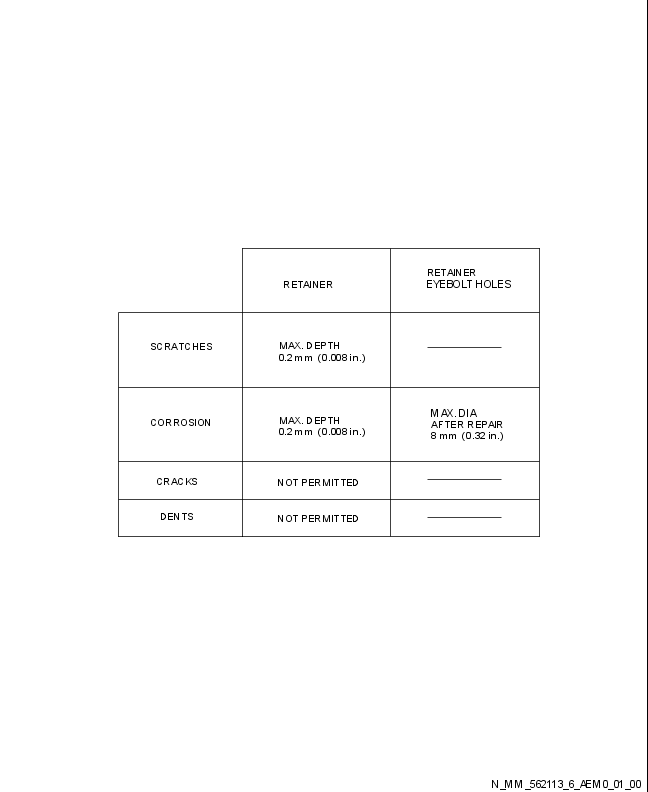 RETAINER
RETAINER
EYEBOLT HOLES
SCRATCHES
MAX. DEPTH
0.2 mm (0.008 in.)
CORROSION
MAX. DEPTH
0.2 mm (0.008 in.)
MAX. DIA
AFTER REPAIR
8 mm (0.32 in.)
CRACKS
NOT PERMITTED
DENTS
NOT PERMITTED
N_MM_562113_6_AEM0_01_00